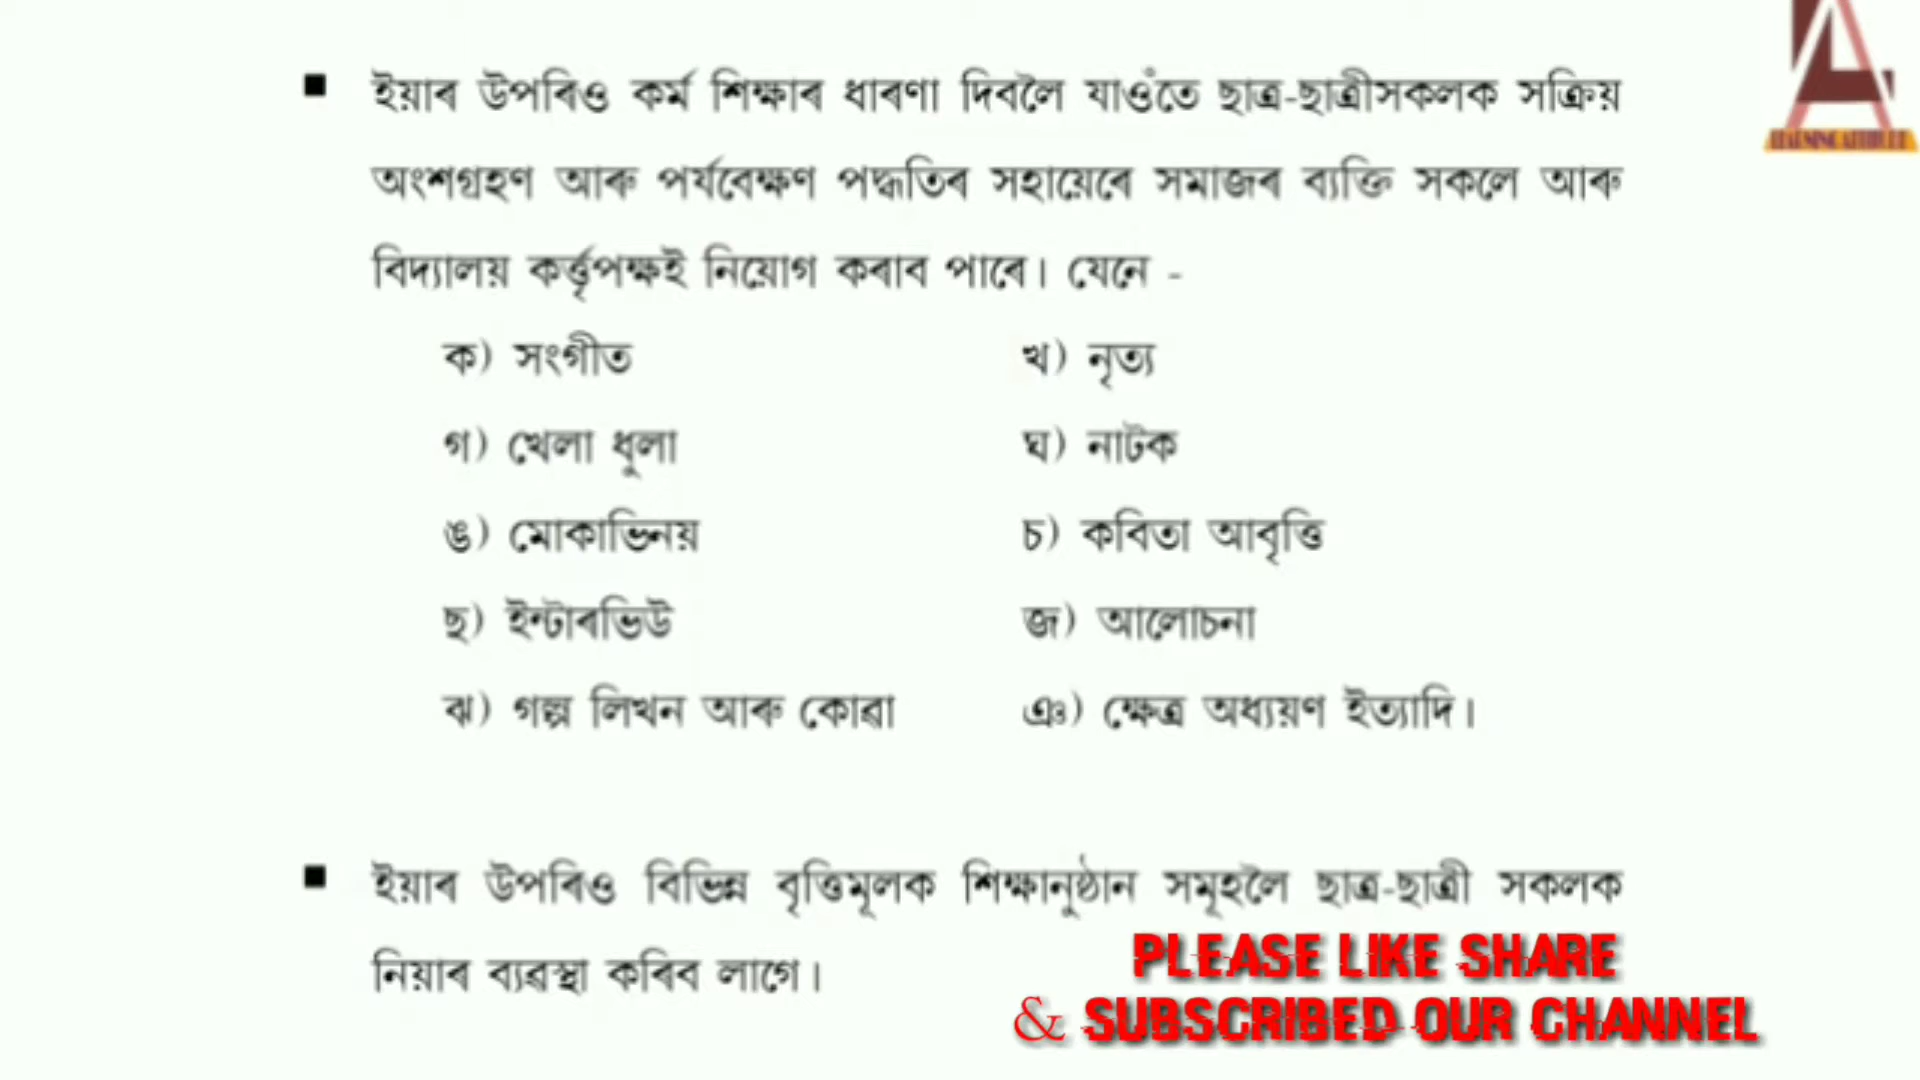 ■ ইয়াৰ উপৰিও কৰ্ম শিক্ষাৰ ধাৰণা দিবলৈ যাওঁতে ছাত্ৰ-ছাত্ৰীসকলক সক্ৰিয়
অংশগ্ৰহণ আৰু পৰ্যবেক্ষণ পদ্ধতিৰ সহায়েৰে সমাজৰ ব্যক্তি সকলে আৰু
বিদ্যালয় কৰ্ত্তৃপক্ষই নিয়োগ কৰাব পাৰে। যেনে -
ক) সংগীত খ) নৃত্য
গ) খেলা ধুলা ঘ) নাটক
ঙ) মোকাভিনয় চ) কবিতা আবৃত্তি
ছ) ইন্টাৰভিউ জ) আলোচনা
ঝ) গল্প লিখন আৰু কোৱা ঞ) ক্ষেত্ৰ অধ্যয়ণ ইত্যাদি।
■ ইয়াৰ উপৰিও বিভিন্ন বৃত্তিমূলক শিক্ষানুষ্ঠান সমূহলৈ ছাত্ৰ-ছাত্ৰী সকলক
নিয়াৰ ব্যৱস্থা কৰিব লাগে।
PLEASE LIKE SHARE
& SUBSCRIBED OUR CHANNEL